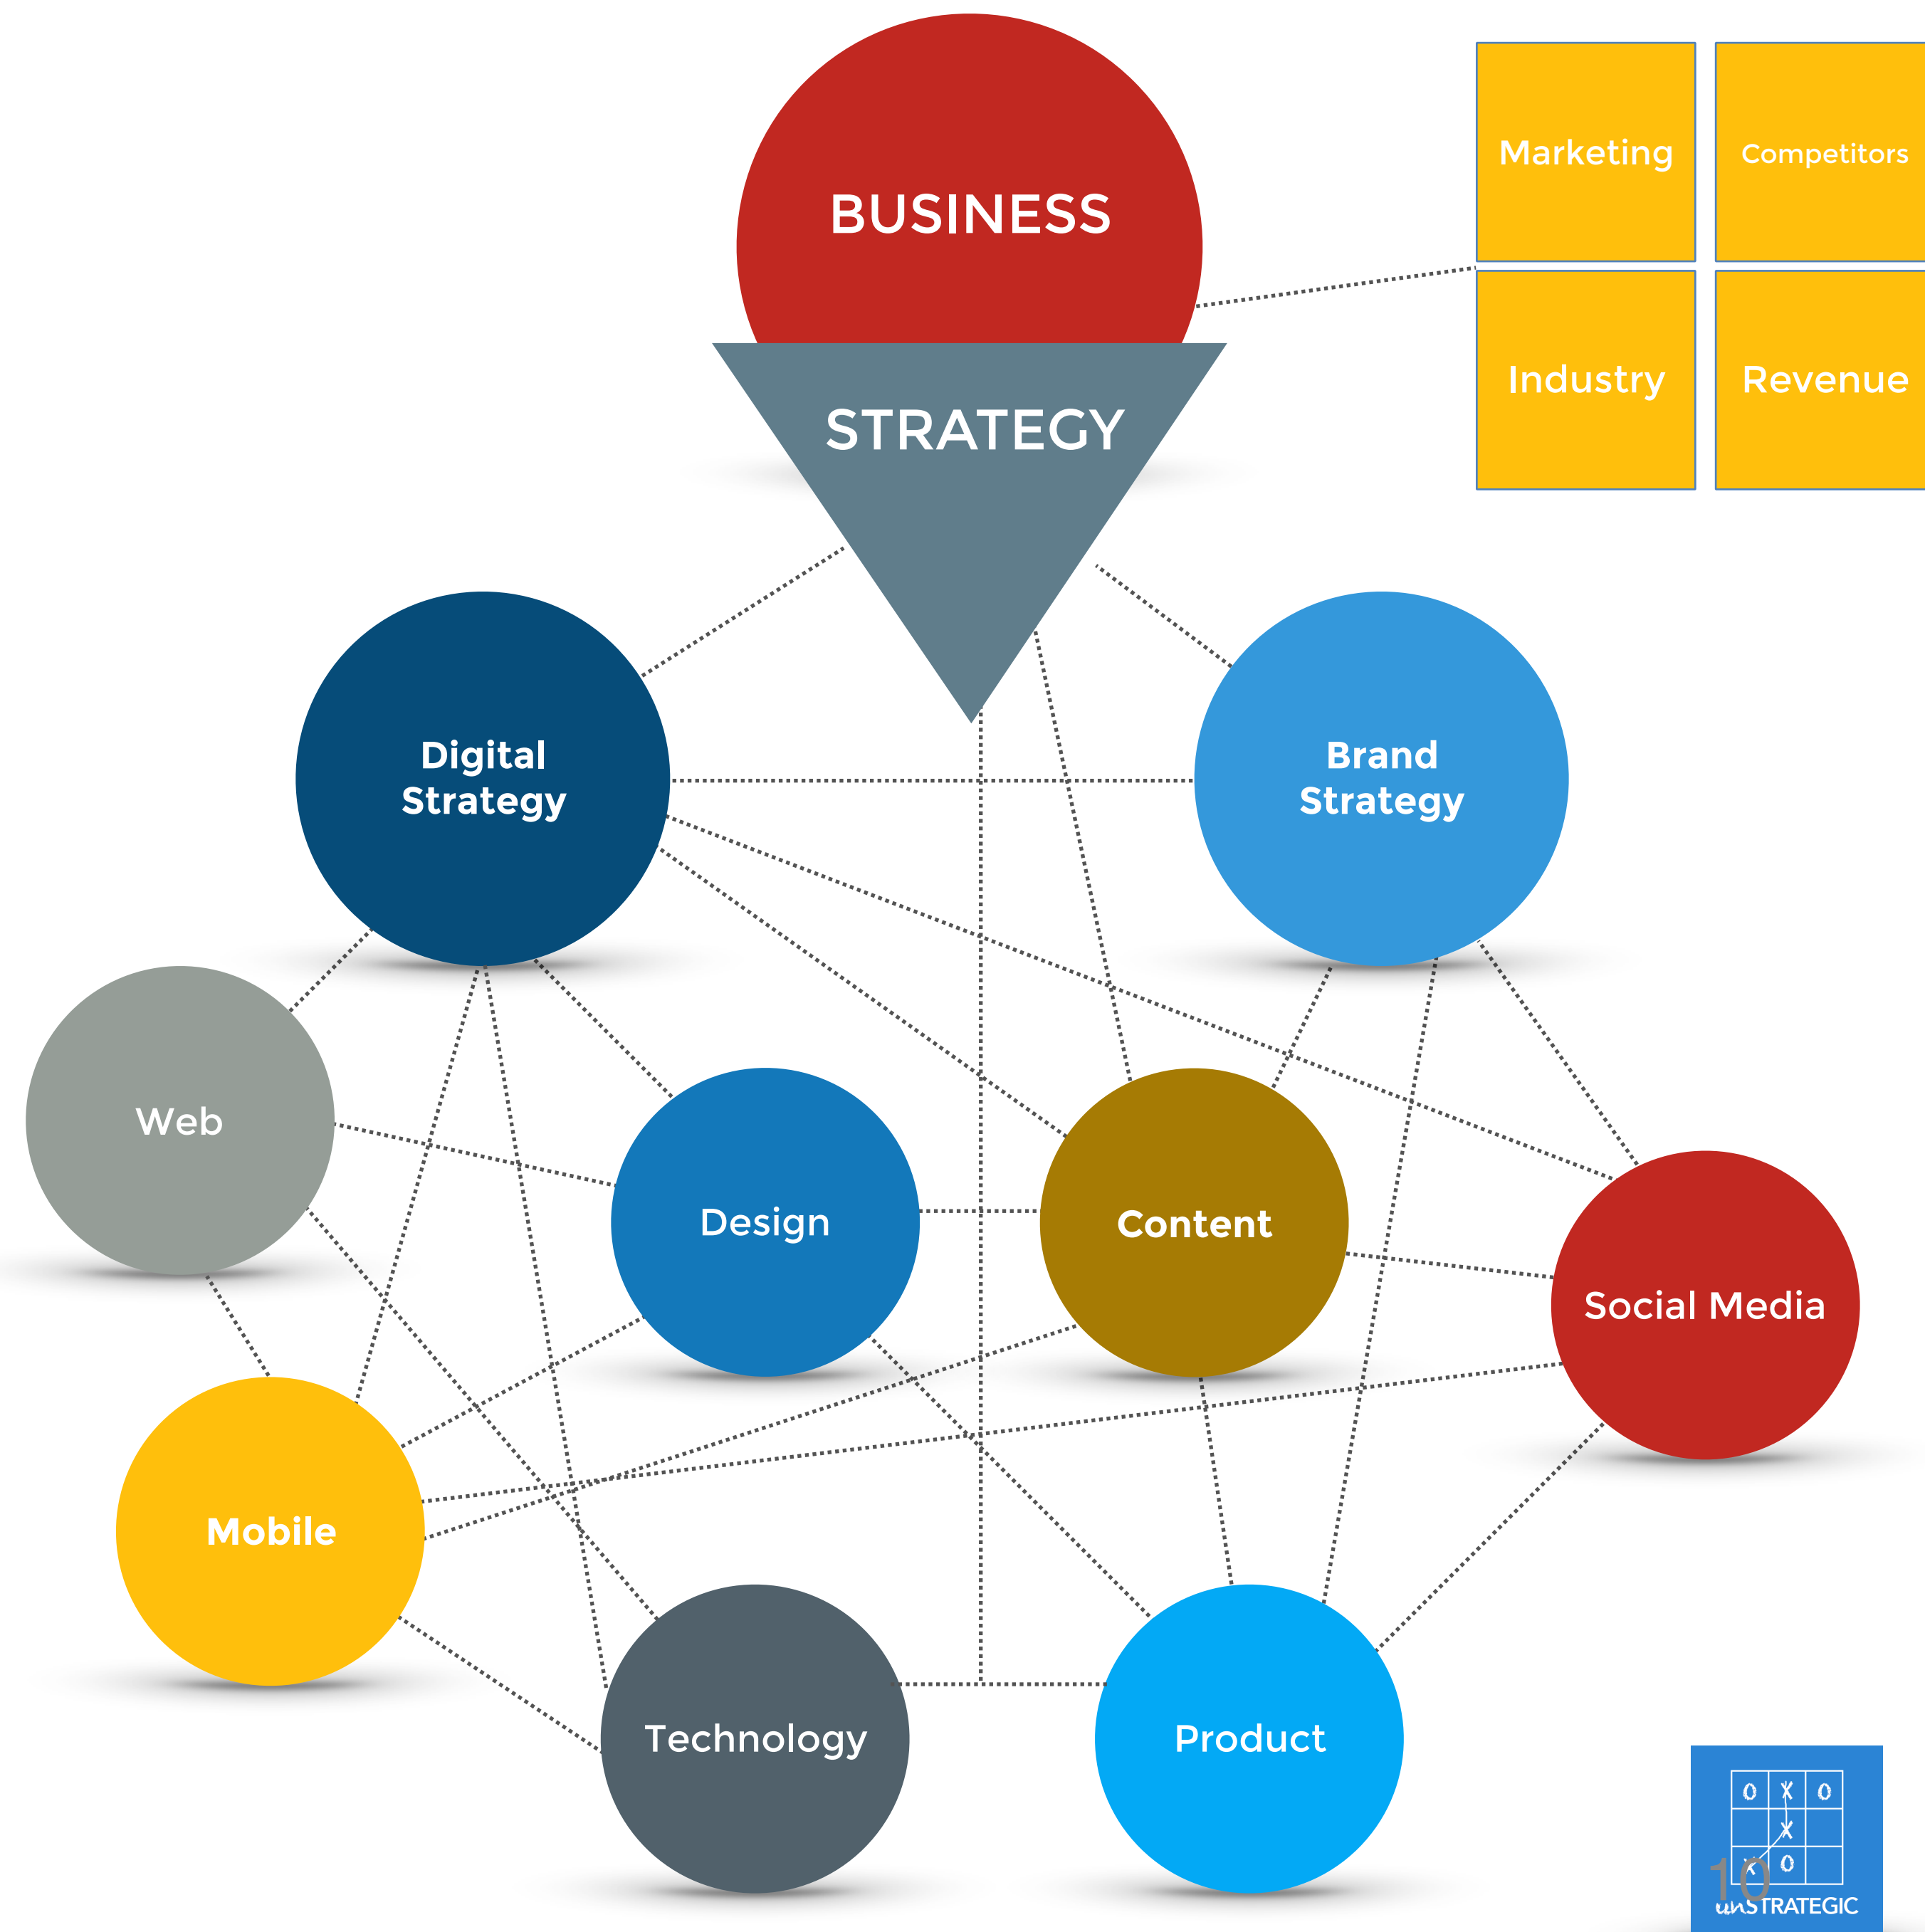 BUSINESS
Marketing
Competitors
STRATEGY
Industry
Revenue
Digital
Strategy
Brand
Strategy
Web
Design
Content
Social Media
Mobile
Technology
Product
O X O
X
X O
10
unSTRATEGIC